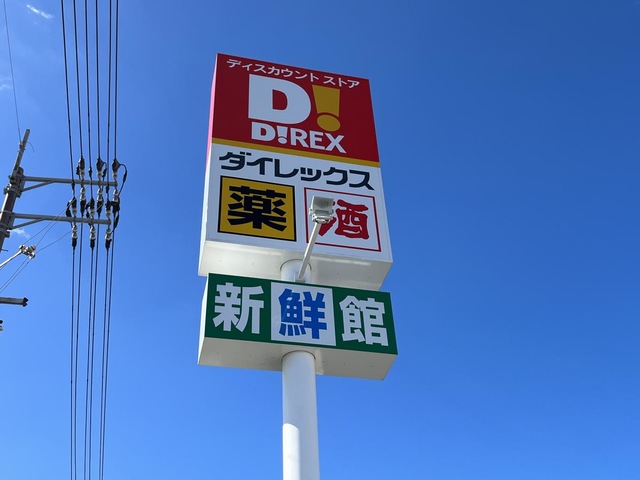 ディスカウント ストア
D!
D!REX
ダイレックス
薬 酒
新鮮館